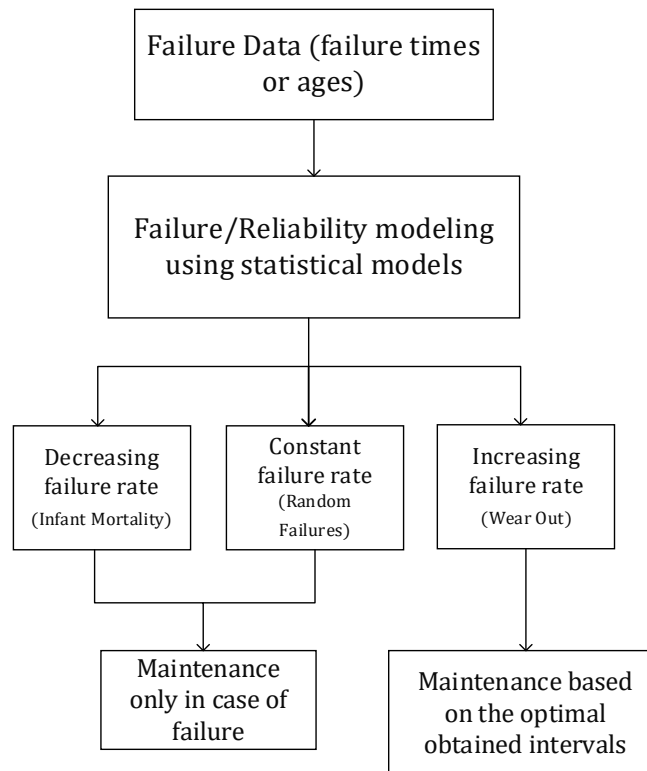 Failure Data (failure times
or ages)
Failure/Reliability modeling
using statistical models
Decreasing
failure rate
(Infant Mortality)
Constant
failure rate
(Random
Failures)
Increasing
failure rate
(Wear Out)
Maintenance
only in case of
failure
Maintenance based
on the optimal
obtained intervals